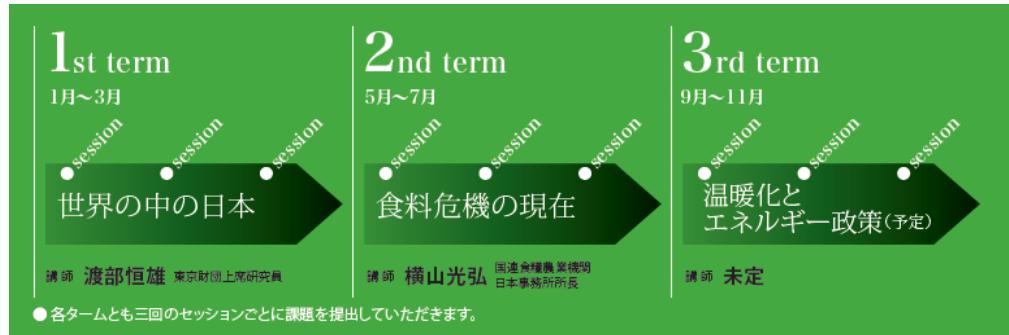 1st term
1月～3月
session
session
session
世界の中の日本
講師 渡部恒雄 東京財団上席研究員
2nd term
5月～7月
session
session
session
食料危機の現在
講師 横山光弘 国連食糧農業機関
日本事務所所長
3rd term
9月～11月
session
session
session
温暖化と
エネルギー政策(予定)
講師 未定
●各タームとも三回のセッションごとに課題を提出していただきます。